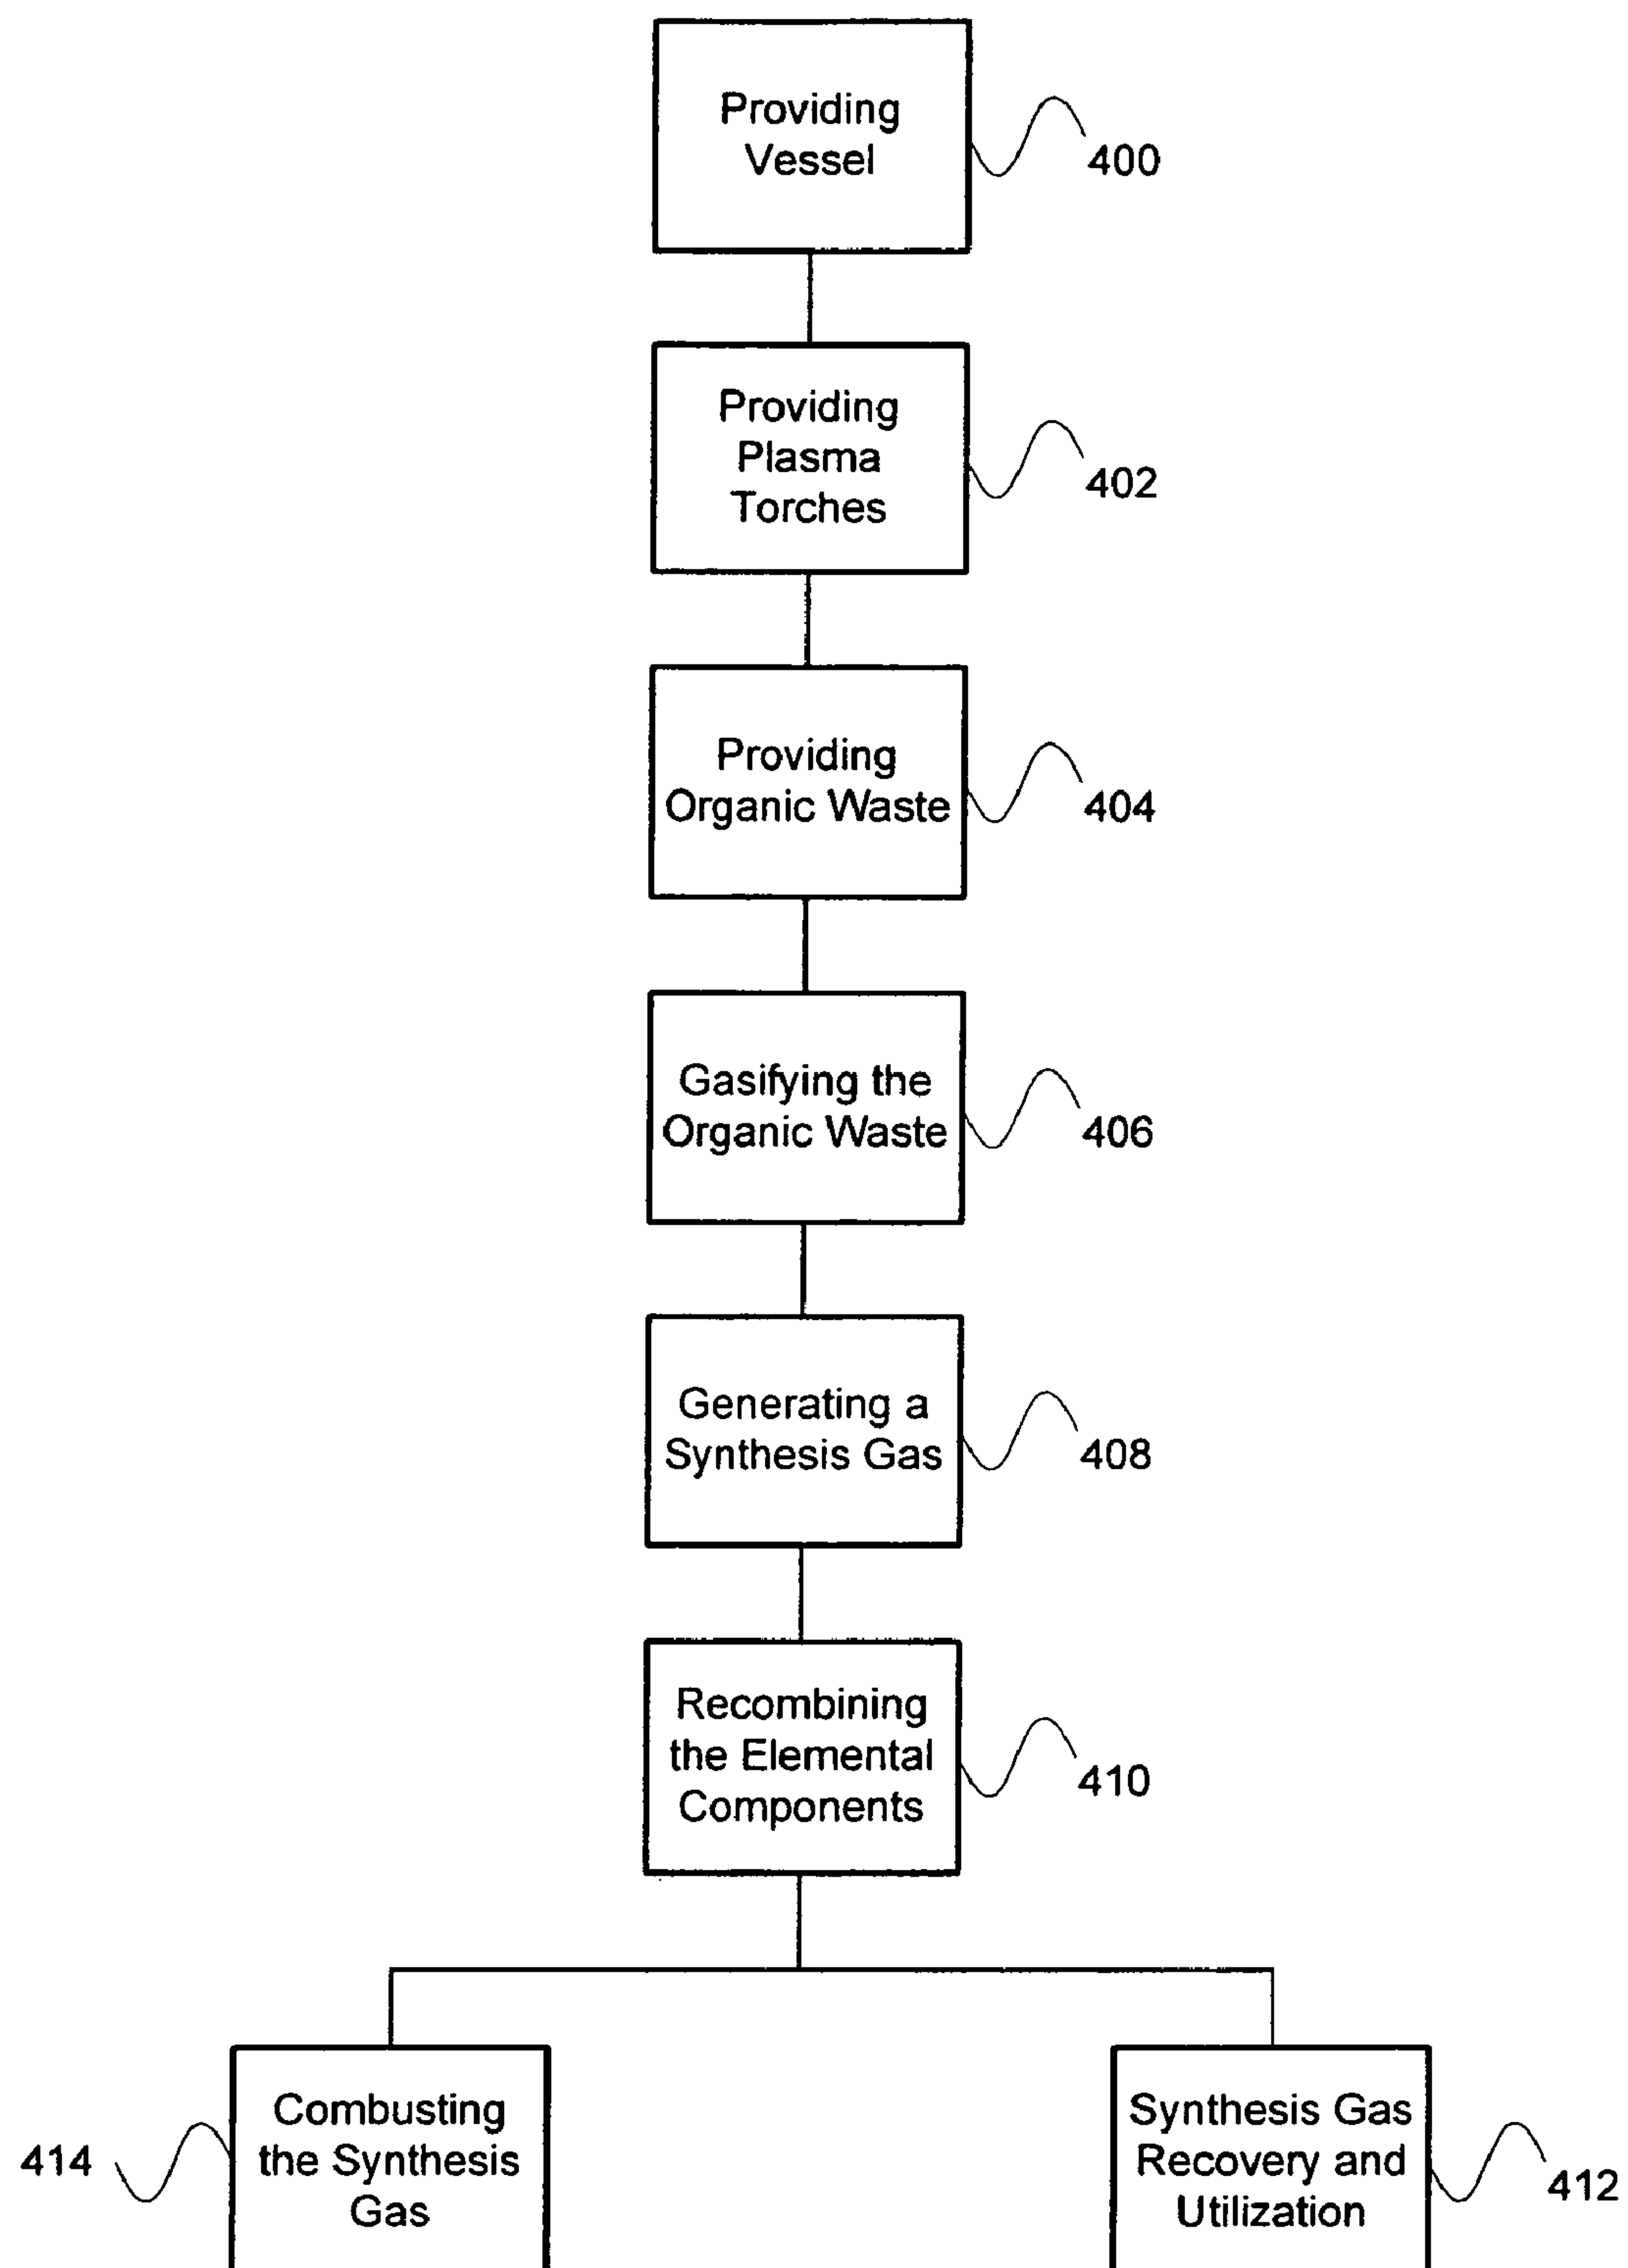 Providing
Vessel
400
Providing
Plasma
Torches
402
Providing
Organic Waste
404
Gasifying the
Organic Waste
406
Generating a
Synthesis Gas
408
Recombining
the Elemental
Components
410
Combusting
the Synthesis
Gas
414
Synthesis Gas
Recovery and
Utilization
412